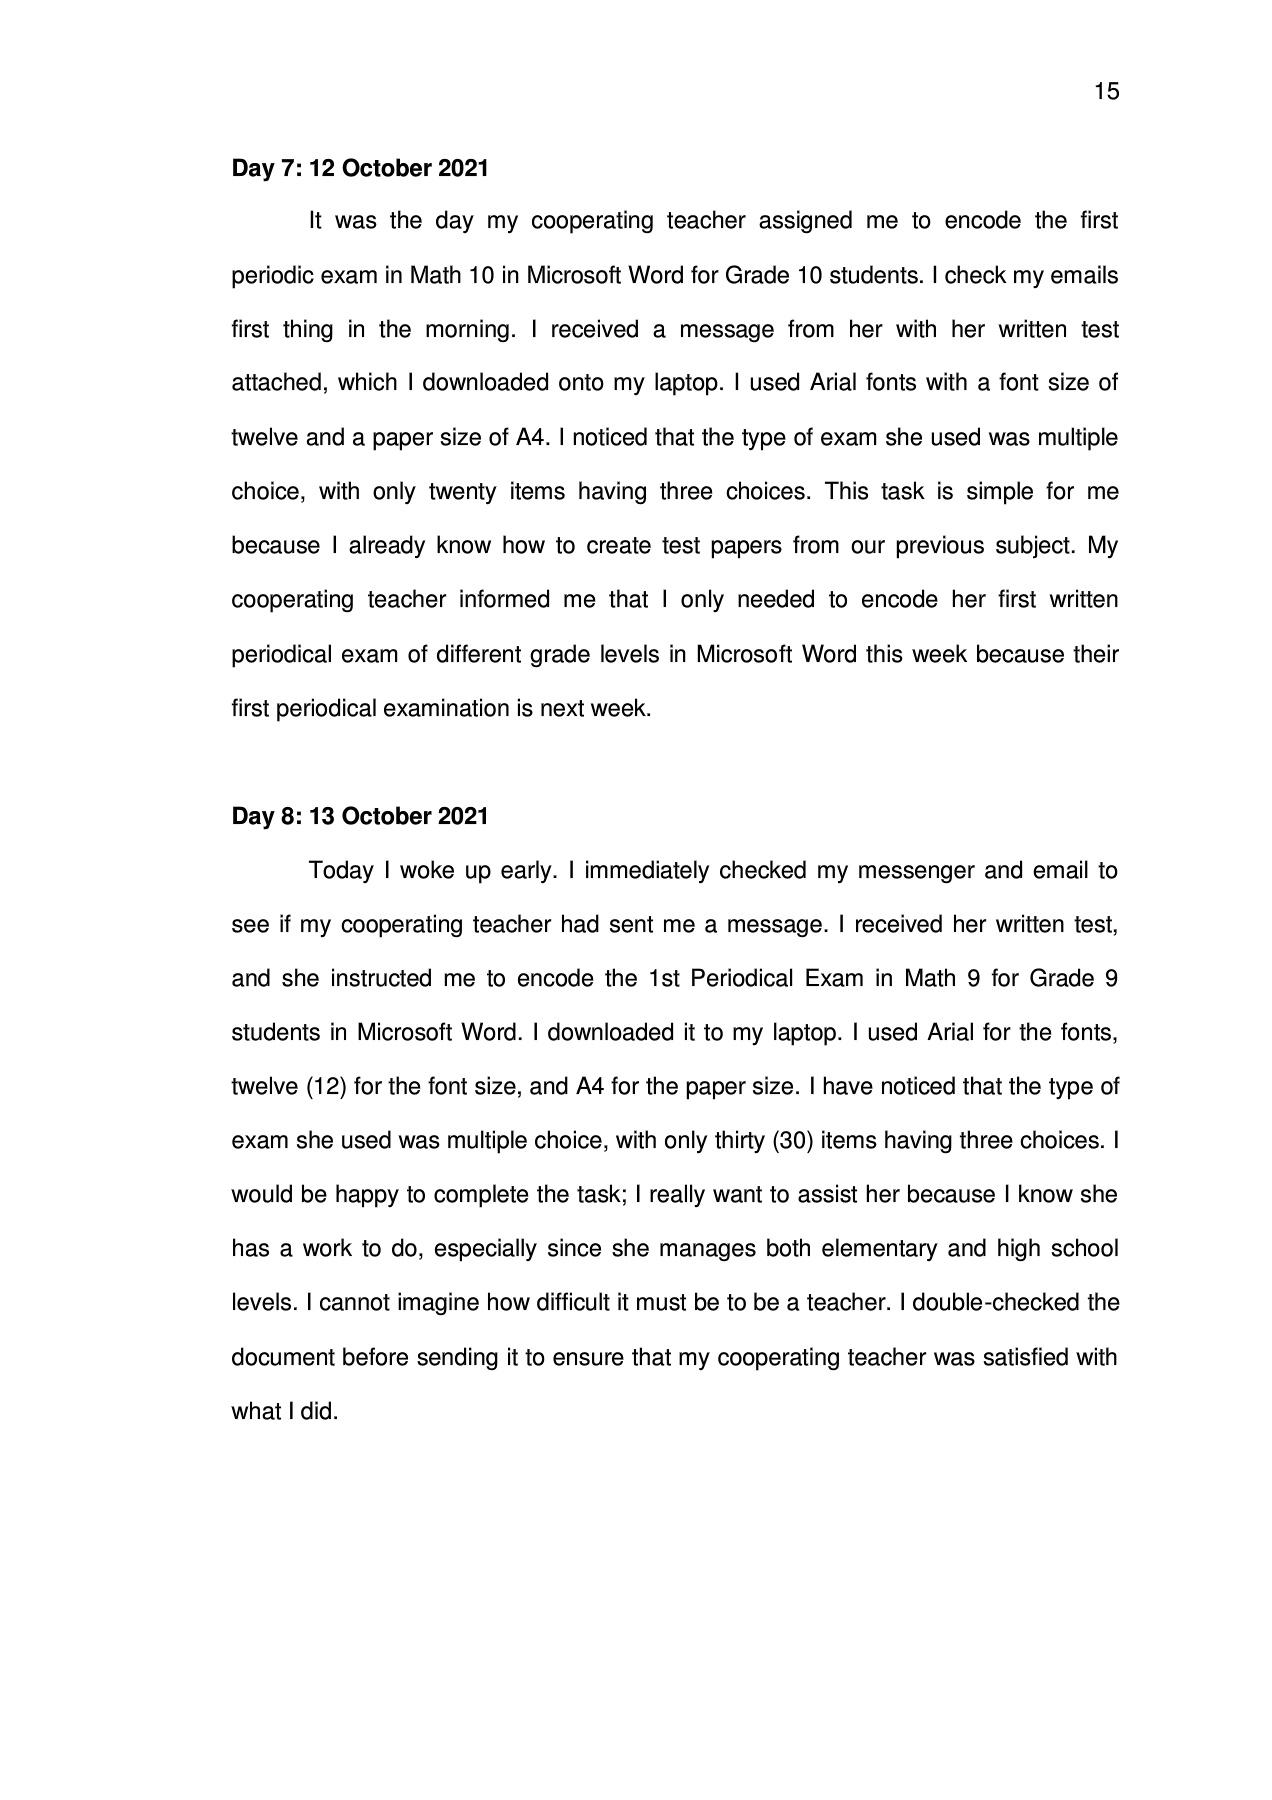 15
Day 7: 12 October 2021
It was the day my cooperating teacher assigned me to encode the first
periodic exam in Math 10 in Microsoft Word for Grade 10 students. I check my emails
first thing in the morning. I received a message from her with her written test
attached, which I downloaded onto my laptop. I used Arial fonts with a font size of
twelve and a paper size of A4. I noticed that the type of exam she used was multiple
choice, with only twenty items having three choices. This task is simple for me
because I already know how to create test papers from our previous subject. My
cooperating teacher informed me that I only needed to encode her first written
periodical exam of different grade levels in Microsoft Word this week because their
first periodical examination is next week.
Day 8: 13 October 2021
Today I woke up early. I immediately checked my messenger and email to
see if my cooperating teacher had sent me a message. I received her written test,
and she instructed me to encode the 1st Periodical Exam in Math 9 for Grade 9
students in Microsoft Word. I downloaded it to my laptop. I used Arial for the fonts,
twelve (12) for the font size, and A4 for the paper size. I have noticed that the type of
exam she used was multiple choice, with only thirty (30) items having three choices. I
would be happy to complete the task; I really want to assist her because I know she
has a work to do, especially since she manages both elementary and high school
levels. I cannot imagine how difficult it must be to be a teacher. I double-checked the
document before sending it to ensure that my cooperating teacher was satisfied with
what I did.